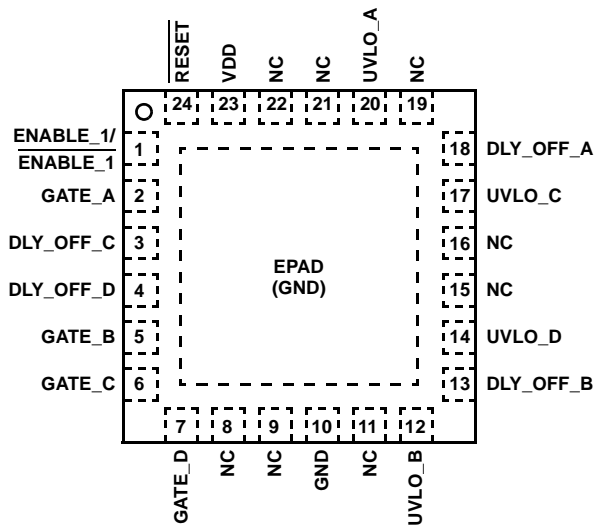 RESET
VDD
NC
NC
UVLO_A
NC
24
23
22
21
20
19
ENABLE_1/
ENABLE_1
1
18
DLY_OFF_A
GATE_A
2
17
UVLO_C
DLY_OFF_C
3
16
NC
EPAD
(GND)
DLY_OFF_D
4
15
NC
GATE_B
5
14
UVLO_D
GATE_C
6
13
DLY_OFF_B
7
8
9
10
11
12
GATE_D
NC
NC
GND
NC
UVLO_B